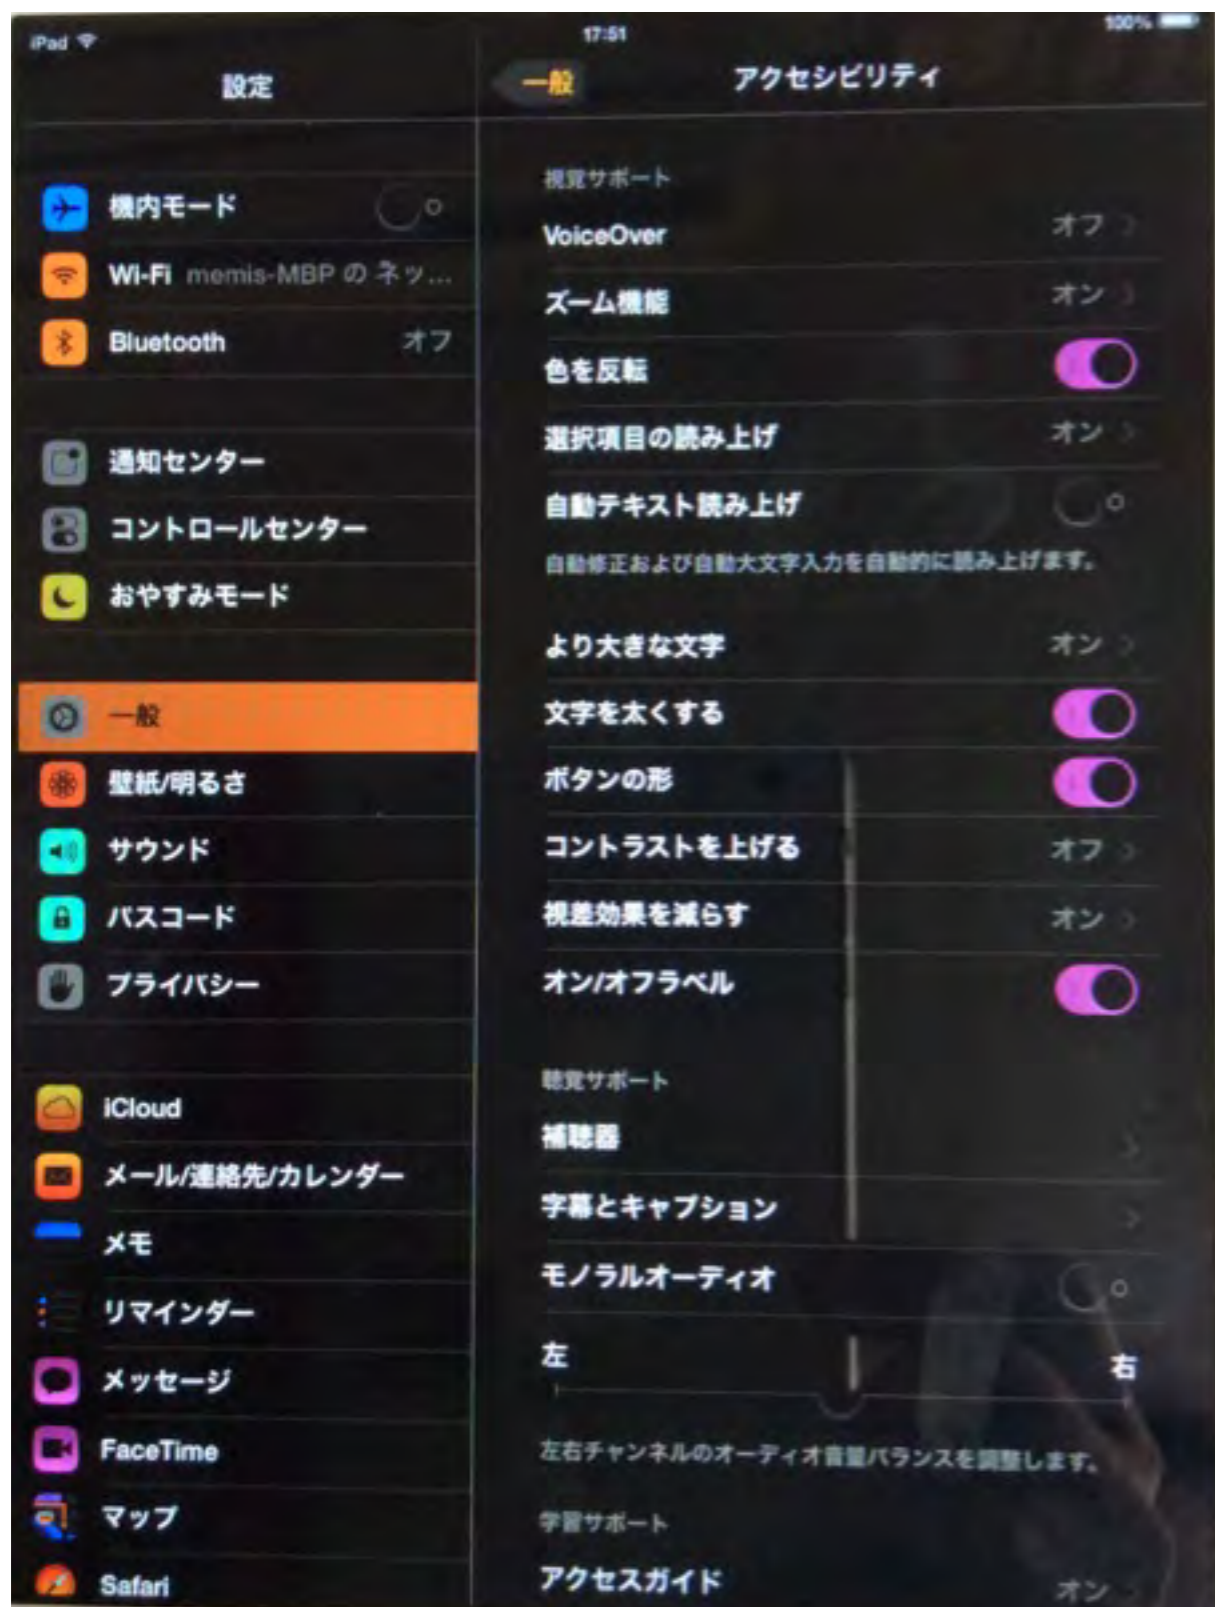 iPad
17:51
100%
設定
一般
アクセシビリティ
機内モード
Wi-Fi memis-MBP の ネッ...
Bluetooth オフ
通知センター
コントロールセンター
おやすみモード
一般
壁紙/明るさ
サウンド
パスコード
プライバシー
iCloud
メール/連絡先/カレンダー
メモ
リマインダー
メッセージ
FaceTime
マップ
Safari
視覚サポート
VoiceOver オフ
ズーム機能 オン
色を反転
選択項目の読み上げ オン
自動テキスト読み上げ
自動修正および自動大文字入力を自動的に読み上げます。
より大きな文字 オン
文字を太くする
ボタンの形
コントラストを上げる オフ
視差効果を減らす オン
オン/オフラベル
聴覚サポート
補聴器
字幕とキャプション
モノラルオーディオ
左 右
左右チャンネルのオーディオ音量バランスを調整します。
学習サポート
アクセスガイド オン